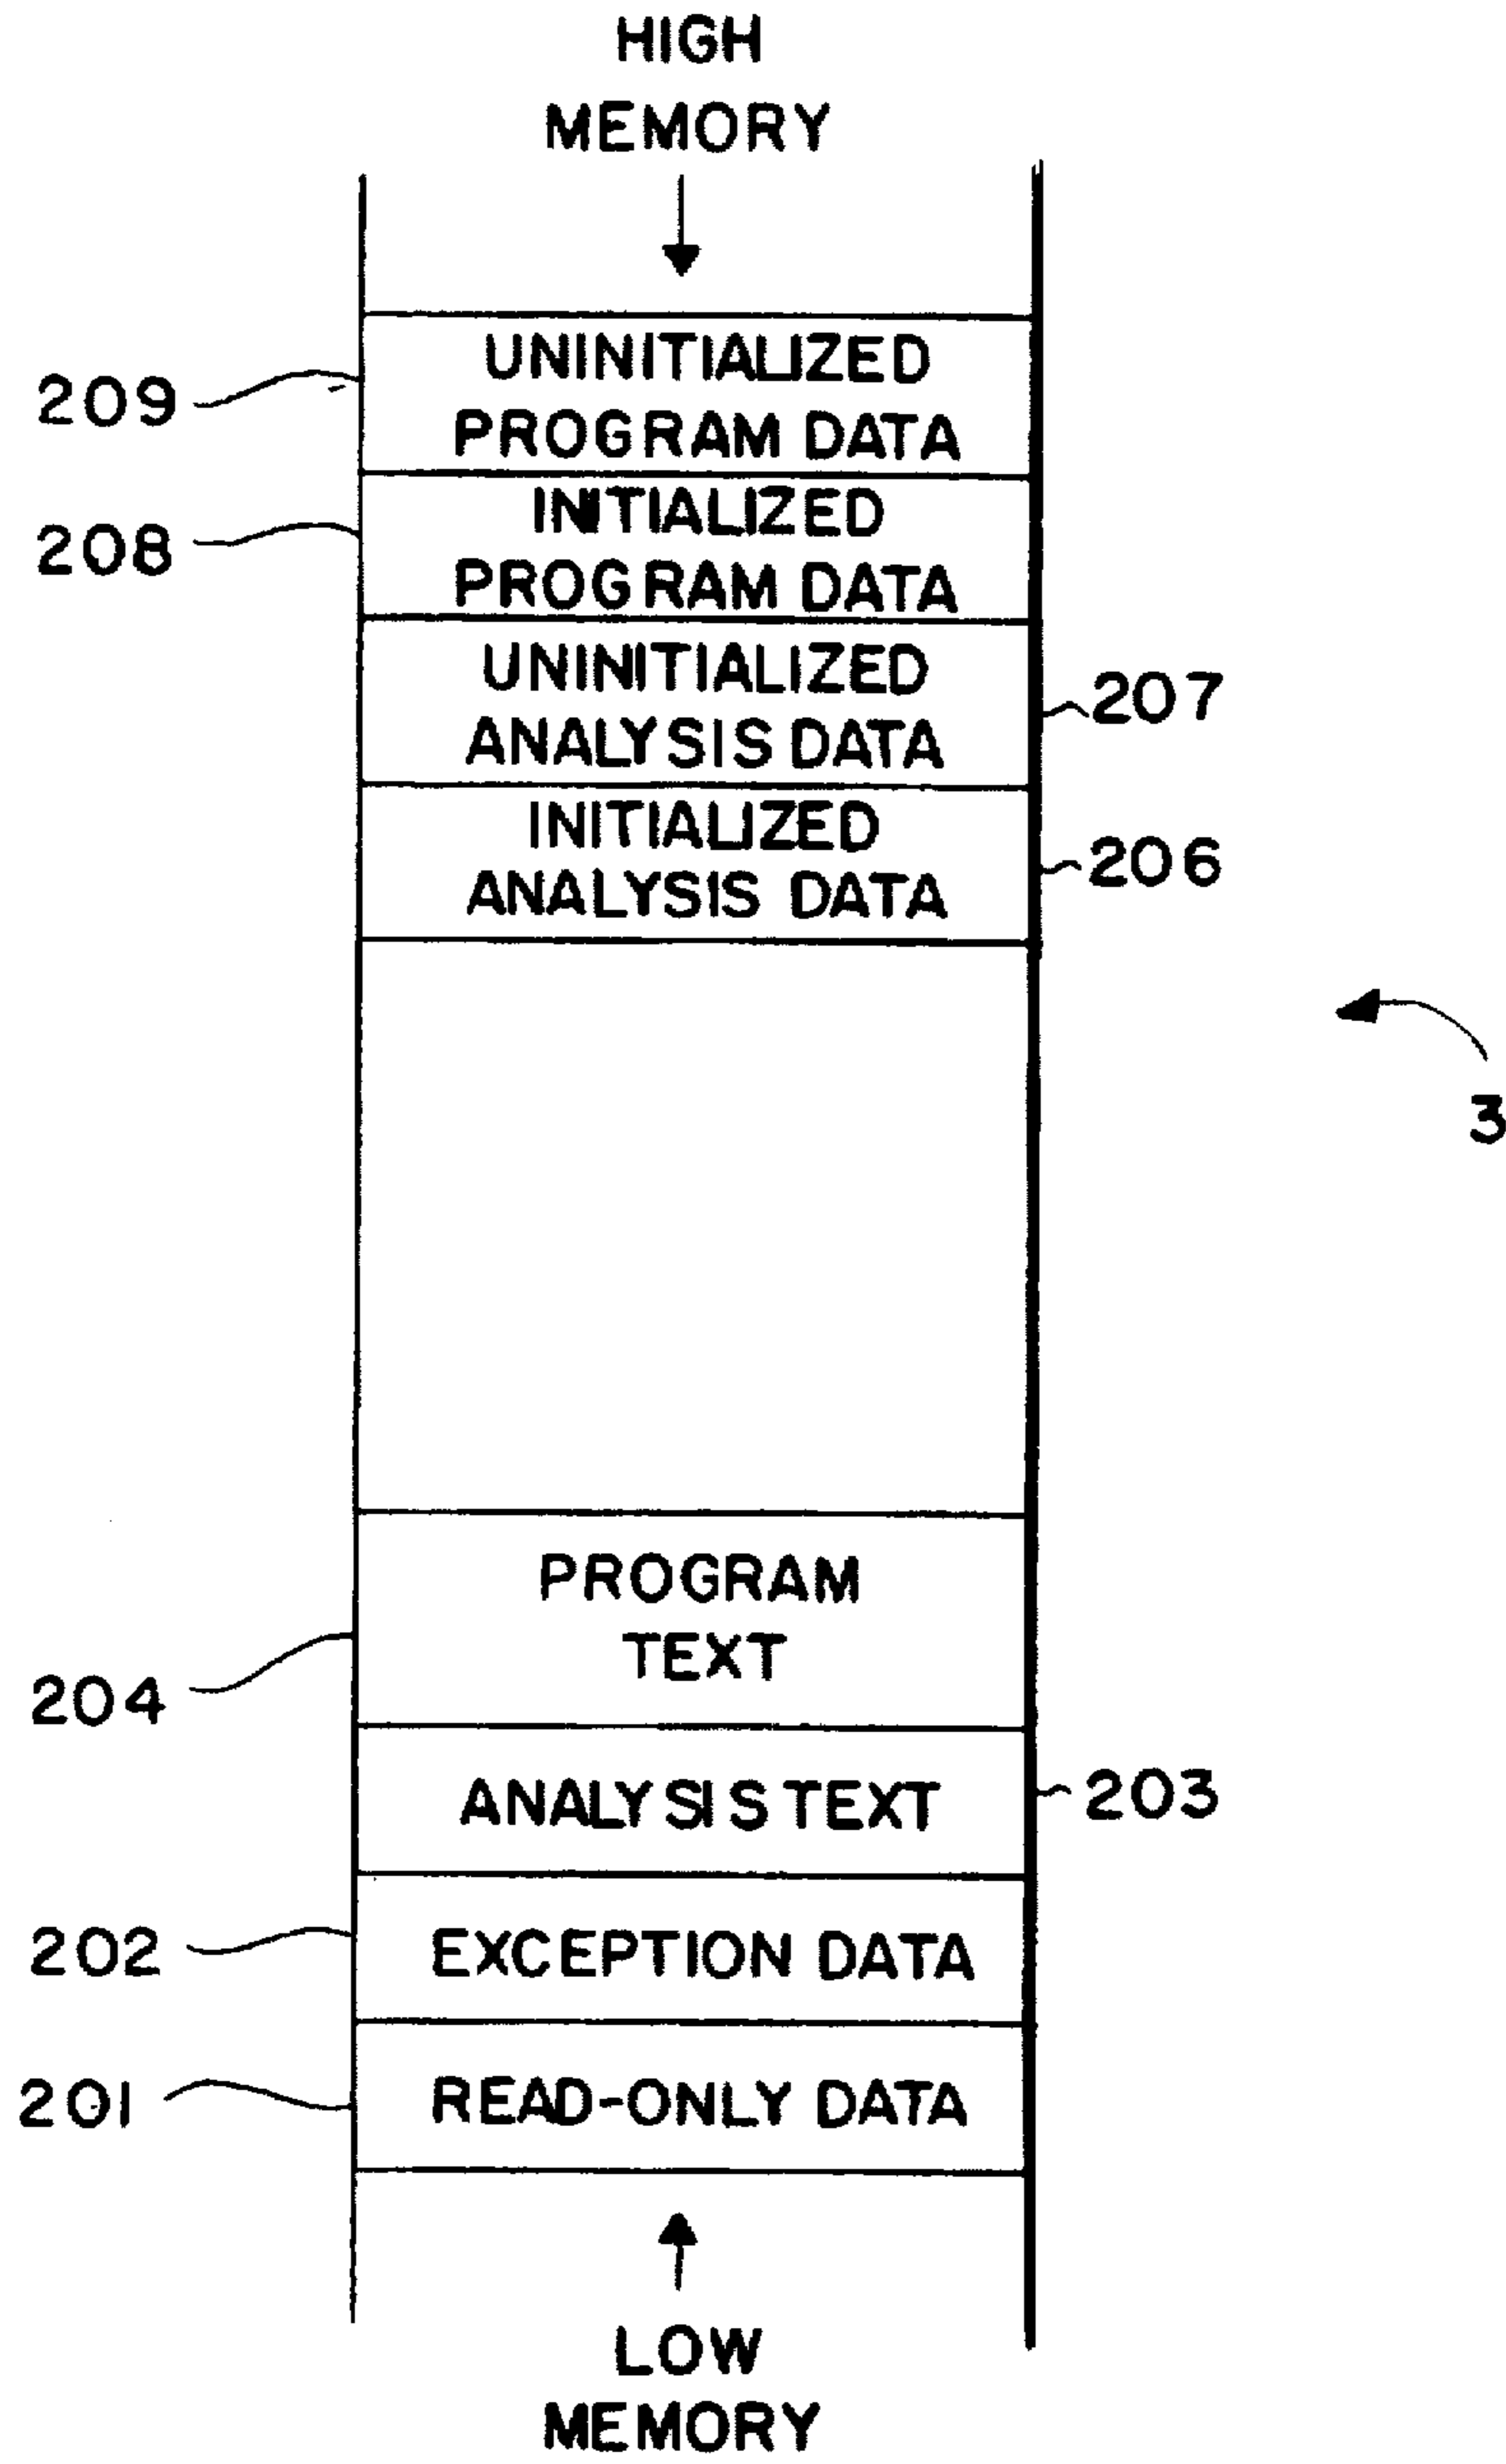 HIGH
MEMORY
209
UNINITIALIZED
PROGRAM DATA
208
INITIALIZED
PROGRAM DATA
UNINITIALIZED
ANALYSIS DATA
207
INITIALIZED
ANALYSIS DATA
206
3
PROGRAM
TEXT
204
ANALYSIS TEXT
203
202
EXCEPTION DATA
201
READ-ONLY DATA
LOW
MEMORY